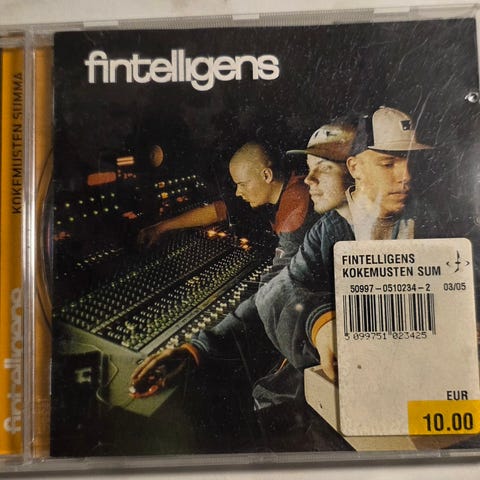 fintelligens
KOKEMUSTEN SUMMA
fintelligens
FINTELLIGENS
KOKEMUSTEN SUM
50997-0510234-2 03/05
5 099751 023425
EUR
10.00